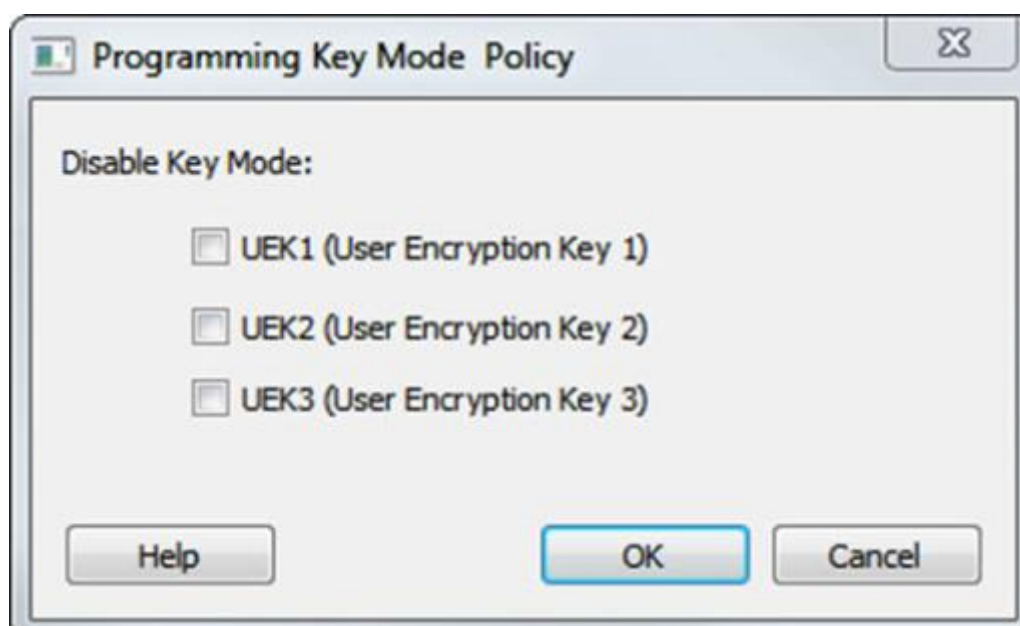 Programming Key Mode Policy
Disable Key Mode:
UEK1 (User Encryption Key 1)
UEK2 (User Encryption Key 2)
UEK3 (User Encryption Key 3)
Help OK Cancel